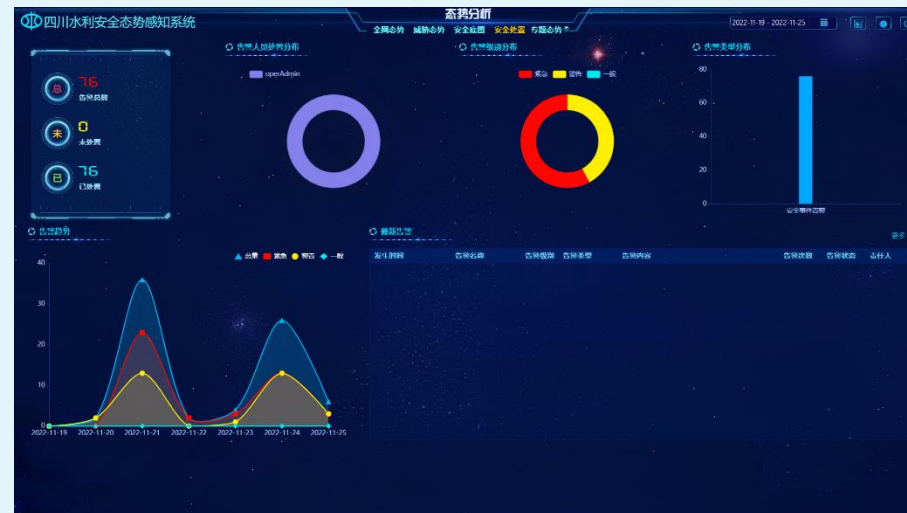 四川水利安全态势感知系统
态势分析
全网态势 威胁态势 安全底图 安全处置 专题态势
2022-11-19 - 2022-11-25
总 76
告警总数
未 0
未处置
已 76
已处置
告警人员处置分布
operAdmin
告警级别分布
紧急 警告 一般
告警类型分布
80
60
40
20
0
安全事件告警
告警趋势
总量 紧急 警告 一般
40
30
20
10
0
2022-11-19 2022-11-20 2022-11-21 2022-11-22 2022-11-23 2022-11-24 2022-11-25
最新告警
更多
发生时间 告警名称 告警级别 告警类型 告警内容 告警次数 告警状态 责任人